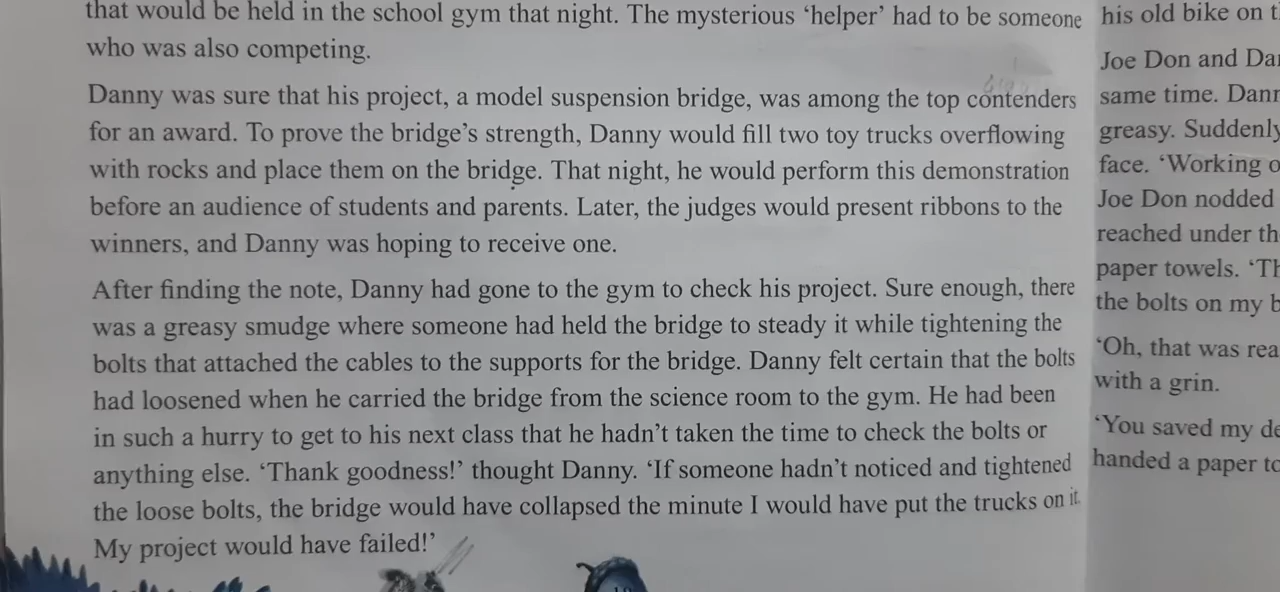 that would be held in the school gym that night. The mysterious ‘helper’ had to be someone
who was also competing.
Danny was sure that his project, a model suspension bridge, was among the top contenders
for an award. To prove the bridge’s strength, Danny would fill two toy trucks overflowing
with rocks and place them on the bridge. That night, he would perform this demonstration
before an audience of students and parents. Later, the judges would present ribbons to the
winners, and Danny was hoping to receive one.
After finding the note, Danny had gone to the gym to check his project. Sure enough, there
was a greasy smudge where someone had held the bridge to steady it while tightening the
bolts that attached the cables to the supports for the bridge. Danny felt certain that the bolts
had loosened when he carried the bridge from the science room to the gym. He had been
in such a hurry to get to his next class that he hadn’t taken the time to check the bolts or
anything else. ‘Thank goodness!’ thought Danny. ‘If someone hadn’t noticed and tightened
the loose bolts, the bridge would have collapsed the minute I would have put the trucks on it.
My project would have failed!’
his old bike on
Joe Don and
same time.
greasy. Suddenly
face. ‘Working
Joe Don nodded
reached under
paper towels.
the bolts on my
‘Oh, that was
with a grin.
‘You saved my
handed a paper